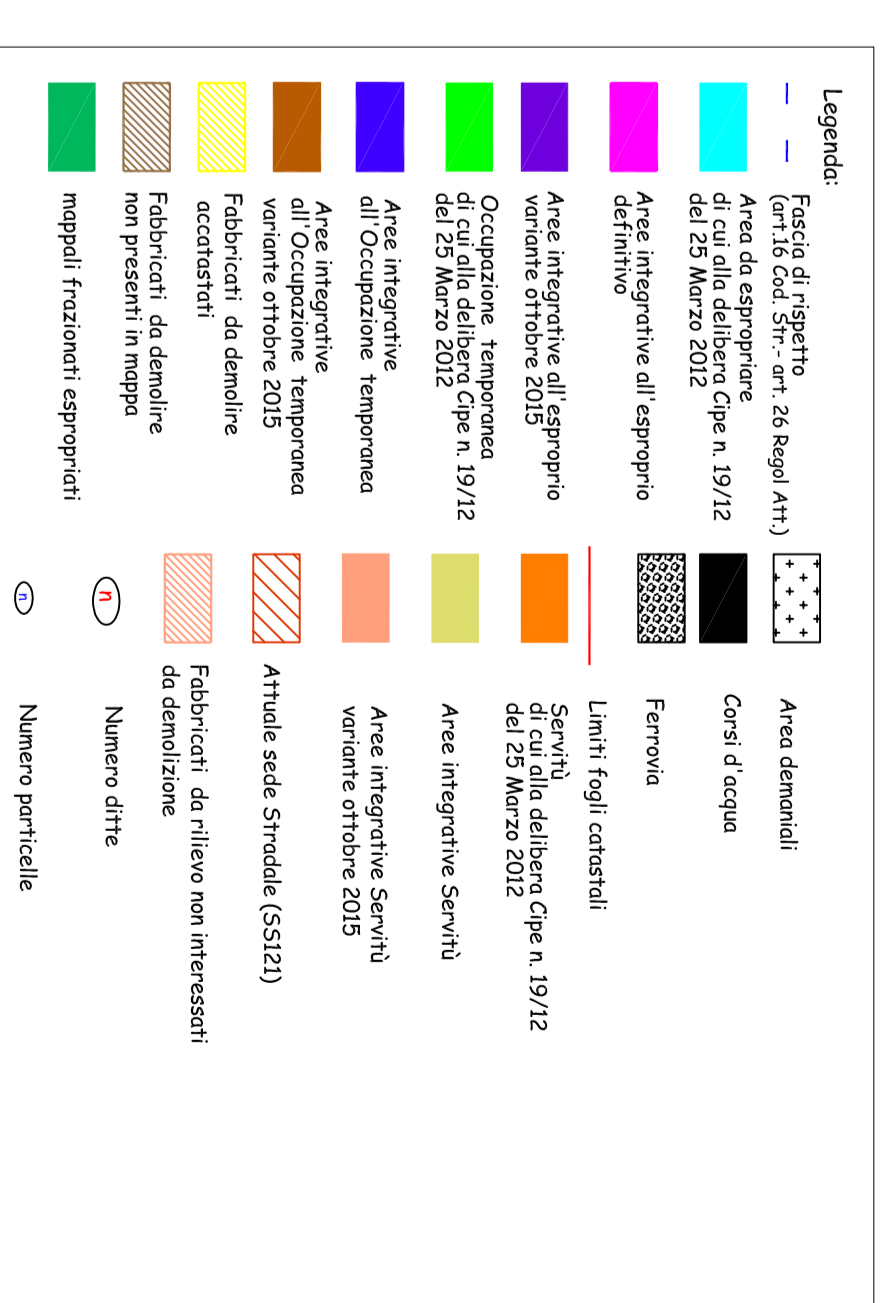 Legenda:
Fascia di rispetto
(art.16 Cod. Str.- art. 26 Regol Att.)
Area da espropriare
di cui alla delibera Cipe n. 19/12
del 25 Marzo 2012
Aree integrative all'esproprio
definitivo
Aree integrative all'esproprio
variante ottobre 2015
Occupazione temporanea
di cui alla delibera Cipe n. 19/12
del 25 Marzo 2012
Aree integrative
all'Occupazione temporanea
Aree integrative
all'Occupazione temporanea
variante ottobre 2015
Fabbricati da demolire
accatastati
Fabbricati da demolire
non presenti in mappa
mappali frazionati espropriati
Area demaniali
Corsi d'acqua
Ferrovia
Limiti fogli catastali
Servitù
di cui alla delibera Cipe n. 19/12
del 25 Marzo 2012
Aree integrative Servitù
Aree integrative Servitù
variante ottobre 2015
Attuale sede Stradale (SS121)
Fabbricati da rilievo non interessati
da demolizione
n Numero ditte
n Numero particelle